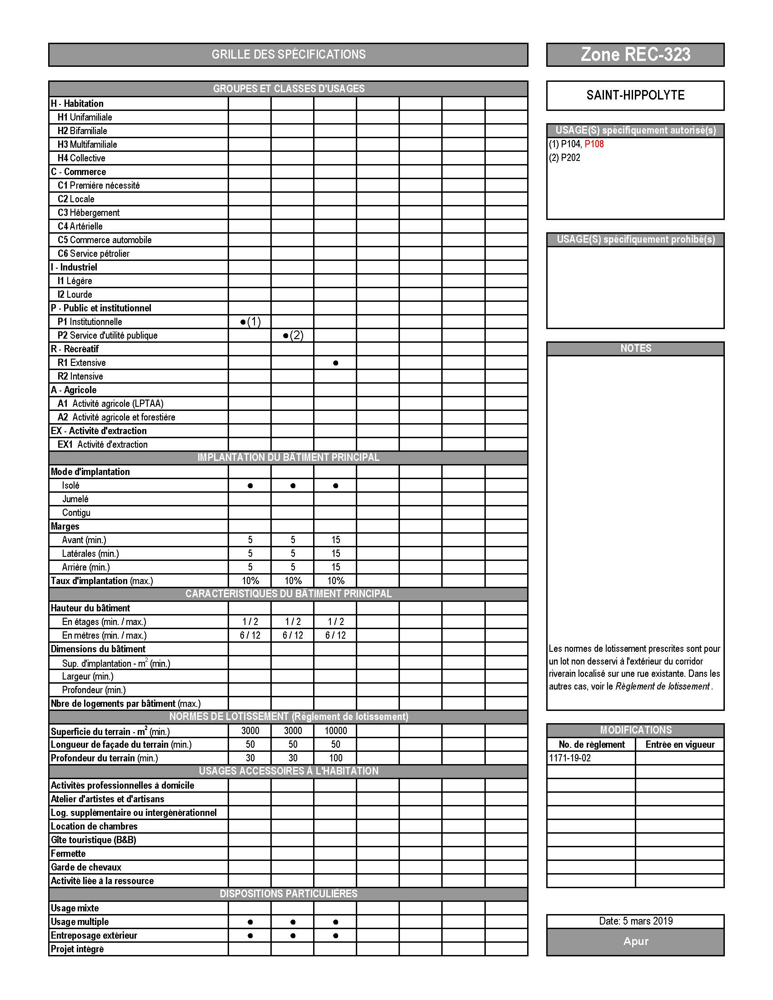 GRILLE DES SPÉCIFICATIONS
Zone REC-323
GROUPES ET CLASSES D'USAGES
H - Habitation
H1 Unifamiliale
H2 Bifamiliale
H3 Multifamiliale
H4 Collective
C - Commerce
C1 Première nécessité
C2 Locale
C3 Hébergement
C4 Artérielle
C5 Commerce automobile
C6 Service pétrolier
I - Industriel
I1 Légère
I2 Lourde
P - Public et institutionnel
P1 Institutionnelle ●(1)
P2 Service d'utilité publique ●(2)
R - Récréatif
R1 Extensive ●
R2 Intensive
A - Agricole
A1 Activité agricole (LPTAA)
A2 Activité agricole et forestière
EX - Activité d'extraction
EX1 Activité d'extraction
IMPLANTATION DU BÂTIMENT PRINCIPAL
Mode d'implantation
Isolé ● ● ●
Jumelé
Contigu
Marges
Avant (min.) 5 5 15
Latérales (min.) 5 5 15
Arrière (min.) 5 5 15
Taux d'implantation (max.) 10% 10% 10%
CARACTÉRISTIQUES DU BÂTIMENT PRINCIPAL
Hauteur du bâtiment
En étages (min. / max.) 1 / 2 1 / 2 1 / 2
En mètres (min. / max.) 6 / 12 6 / 12 6 / 12
Dimensions du bâtiment
Sup. d'implantation - m² (min.)
Largeur (min.)
Profondeur (min.)
Nbre de logements par bâtiment (max.)
NORMES DE LOTISSEMENT (Règlement de lotissement)
Superficie du terrain - m² (min.) 3000 3000 10000
Longueur de façade du terrain (min.) 50 50 50
Profondeur du terrain (min.) 30 30 100
USAGES ACCESSOIRES À L'HABITATION
Activités professionnelles à domicile
Atelier d'artistes et d'artisans
Log. supplémentaire ou intergénérationnel
Location de chambres
Gîte touristique (B&B)
Fermette
Garde de chevaux
Activité liée à la ressource
DISPOSITIONS PARTICULIÈRES
Usage mixte
Usage multiple ● ● ●
Entreposage extérieur ● ● ●
Projet intégré
SAINT-HIPPOLYTE
USAGE(S) spécifiquement autorisé(s)
(1) P104, P108
(2) P202
USAGE(S) spécifiquement prohibé(s)
NOTES
Les normes de lotissement prescrites sont pour
un lot non desservi à l'extérieur du corridor
riverain localisé sur une rue existante. Dans les
autres cas, voir le Règlement de lotissement .
MODIFICATIONS
No. de règlement Entrée en vigueur
1171-19-02
Date: 5 mars 2019
Apur